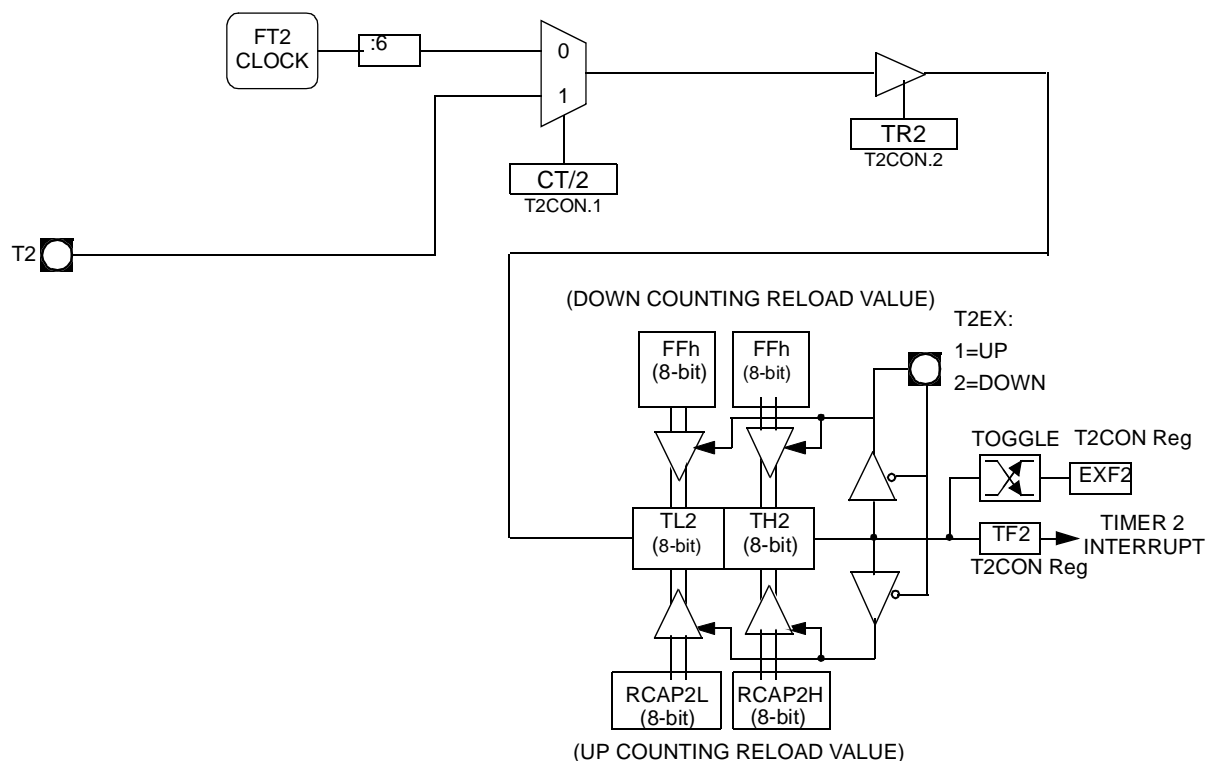 FT2
CLOCK
:6
0
1
TR2
T2CON.2
CT/2
T2CON.1
T2
(DOWN COUNTING RELOAD VALUE)
T2EX:
1=UP
2=DOWN
FFh
(8-bit)
FFh
(8-bit)
TOGGLE
T2CON Reg
EXF2
TL2
(8-bit)
TH2
(8-bit)
TF2
TIMER 2
INTERRUPT
T2CON Reg
RCAP2L
(8-bit)
RCAP2H
(8-bit)
(UP COUNTING RELOAD VALUE)